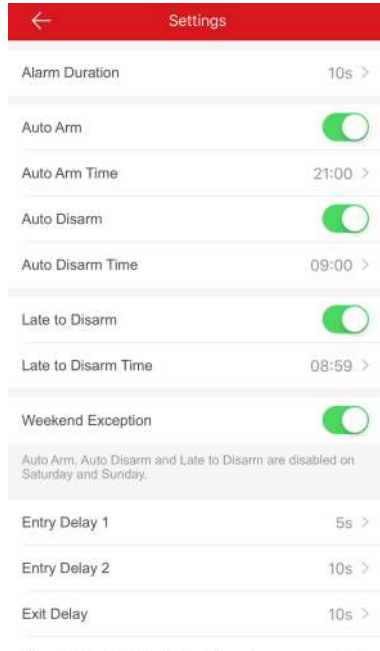 Settings
Alarm Duration 10s >
Auto Arm
Auto Arm Time 21:00 >
Auto Disarm
Auto Disarm Time 09:00 >
Late to Disarm
Late to Disarm Time 08:59 >
Weekend Exception
Auto Arm, Auto Disarm and Late to Disarm are disabled on
Saturday and Sunday.
Entry Delay 1 5s >
Entry Delay 2 10s >
Exit Delay 10s >